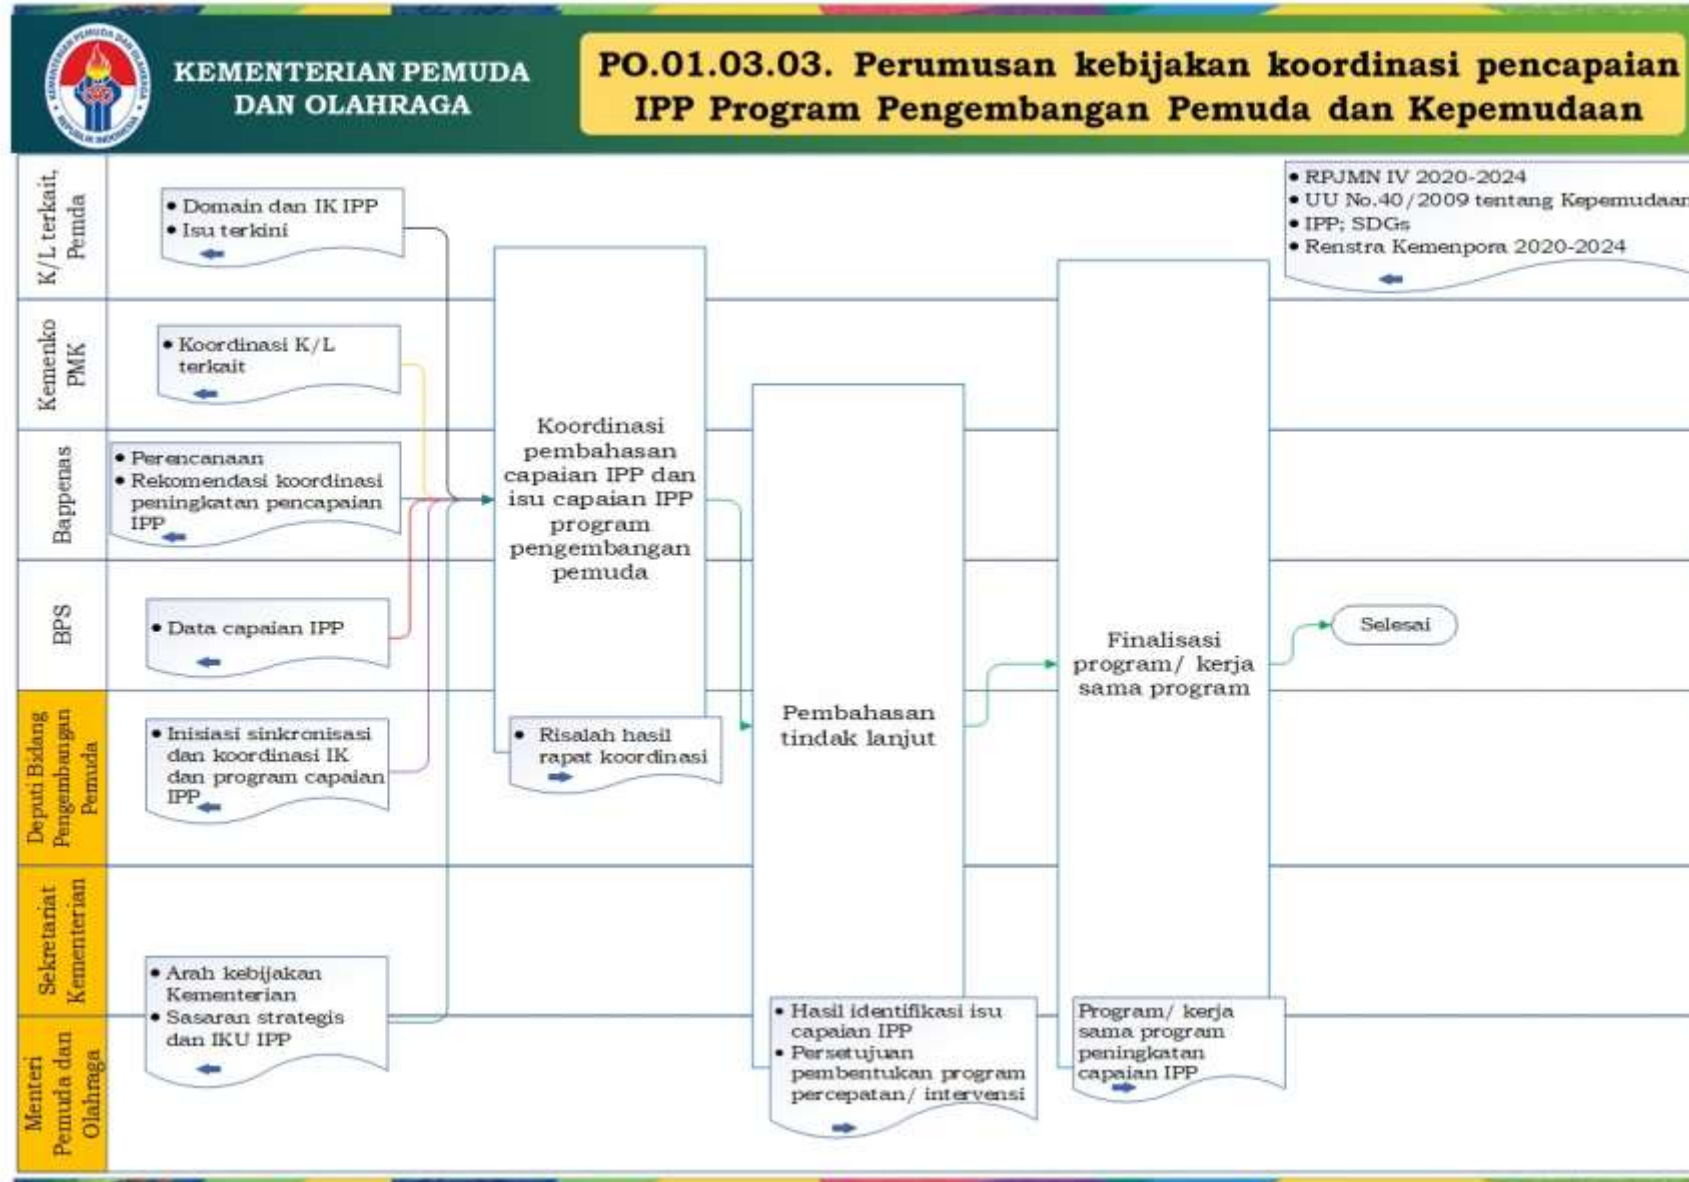 KEMENTERIAN PEMUDA DAN OLAHRAGA
REPUBLIK INDONESIA
KEMENTERIAN PEMUDA
DAN OLAHRAGA
PO.01.03.03. Perumusan kebijakan koordinasi pencapaian
IPP Program Pengembangan Pemuda dan Kepemudaan
K/L terkait,
Pemda
• Domain dan IK IPP
• Isu terkini
• RPJMN IV 2020-2024
• UU No.40/2009 tentang Kepemudaan
• IPP; SDGs
• Renstra Kemenpora 2020-2024
Kemenko
PMK
• Koordinasi K/L
terkait
Bappenas
• Perencanaan
• Rekomendasi koordinasi
peningkatan pencapaian
IPP
Koordinasi
pembahasan
capaian IPP dan
isu capaian IPP
program
pengembangan
pemuda
BPS
• Data capaian IPP
Finalisasi
program/ kerja
sama program
Selesai
Deputi Bidang
Pengembangan
Pemuda
• Inisiasi sinkronisasi
dan koordinasi IK
dan program capaian
IPP
• Risalah hasil
rapat koordinasi
Pembahasan
tindak lanjut
Sekretariat
Kementerian
• Arah kebijakan
Kementerian
• Sasaran strategis
dan IKU IPP
• Hasil identifikasi isu
capaian IPP
• Persetujuan
pembentukan program
percepatan/ intervensi
Program/ kerja
sama program
peningkatan
capaian IPP
Menteri
Pemuda dan
Olahraga